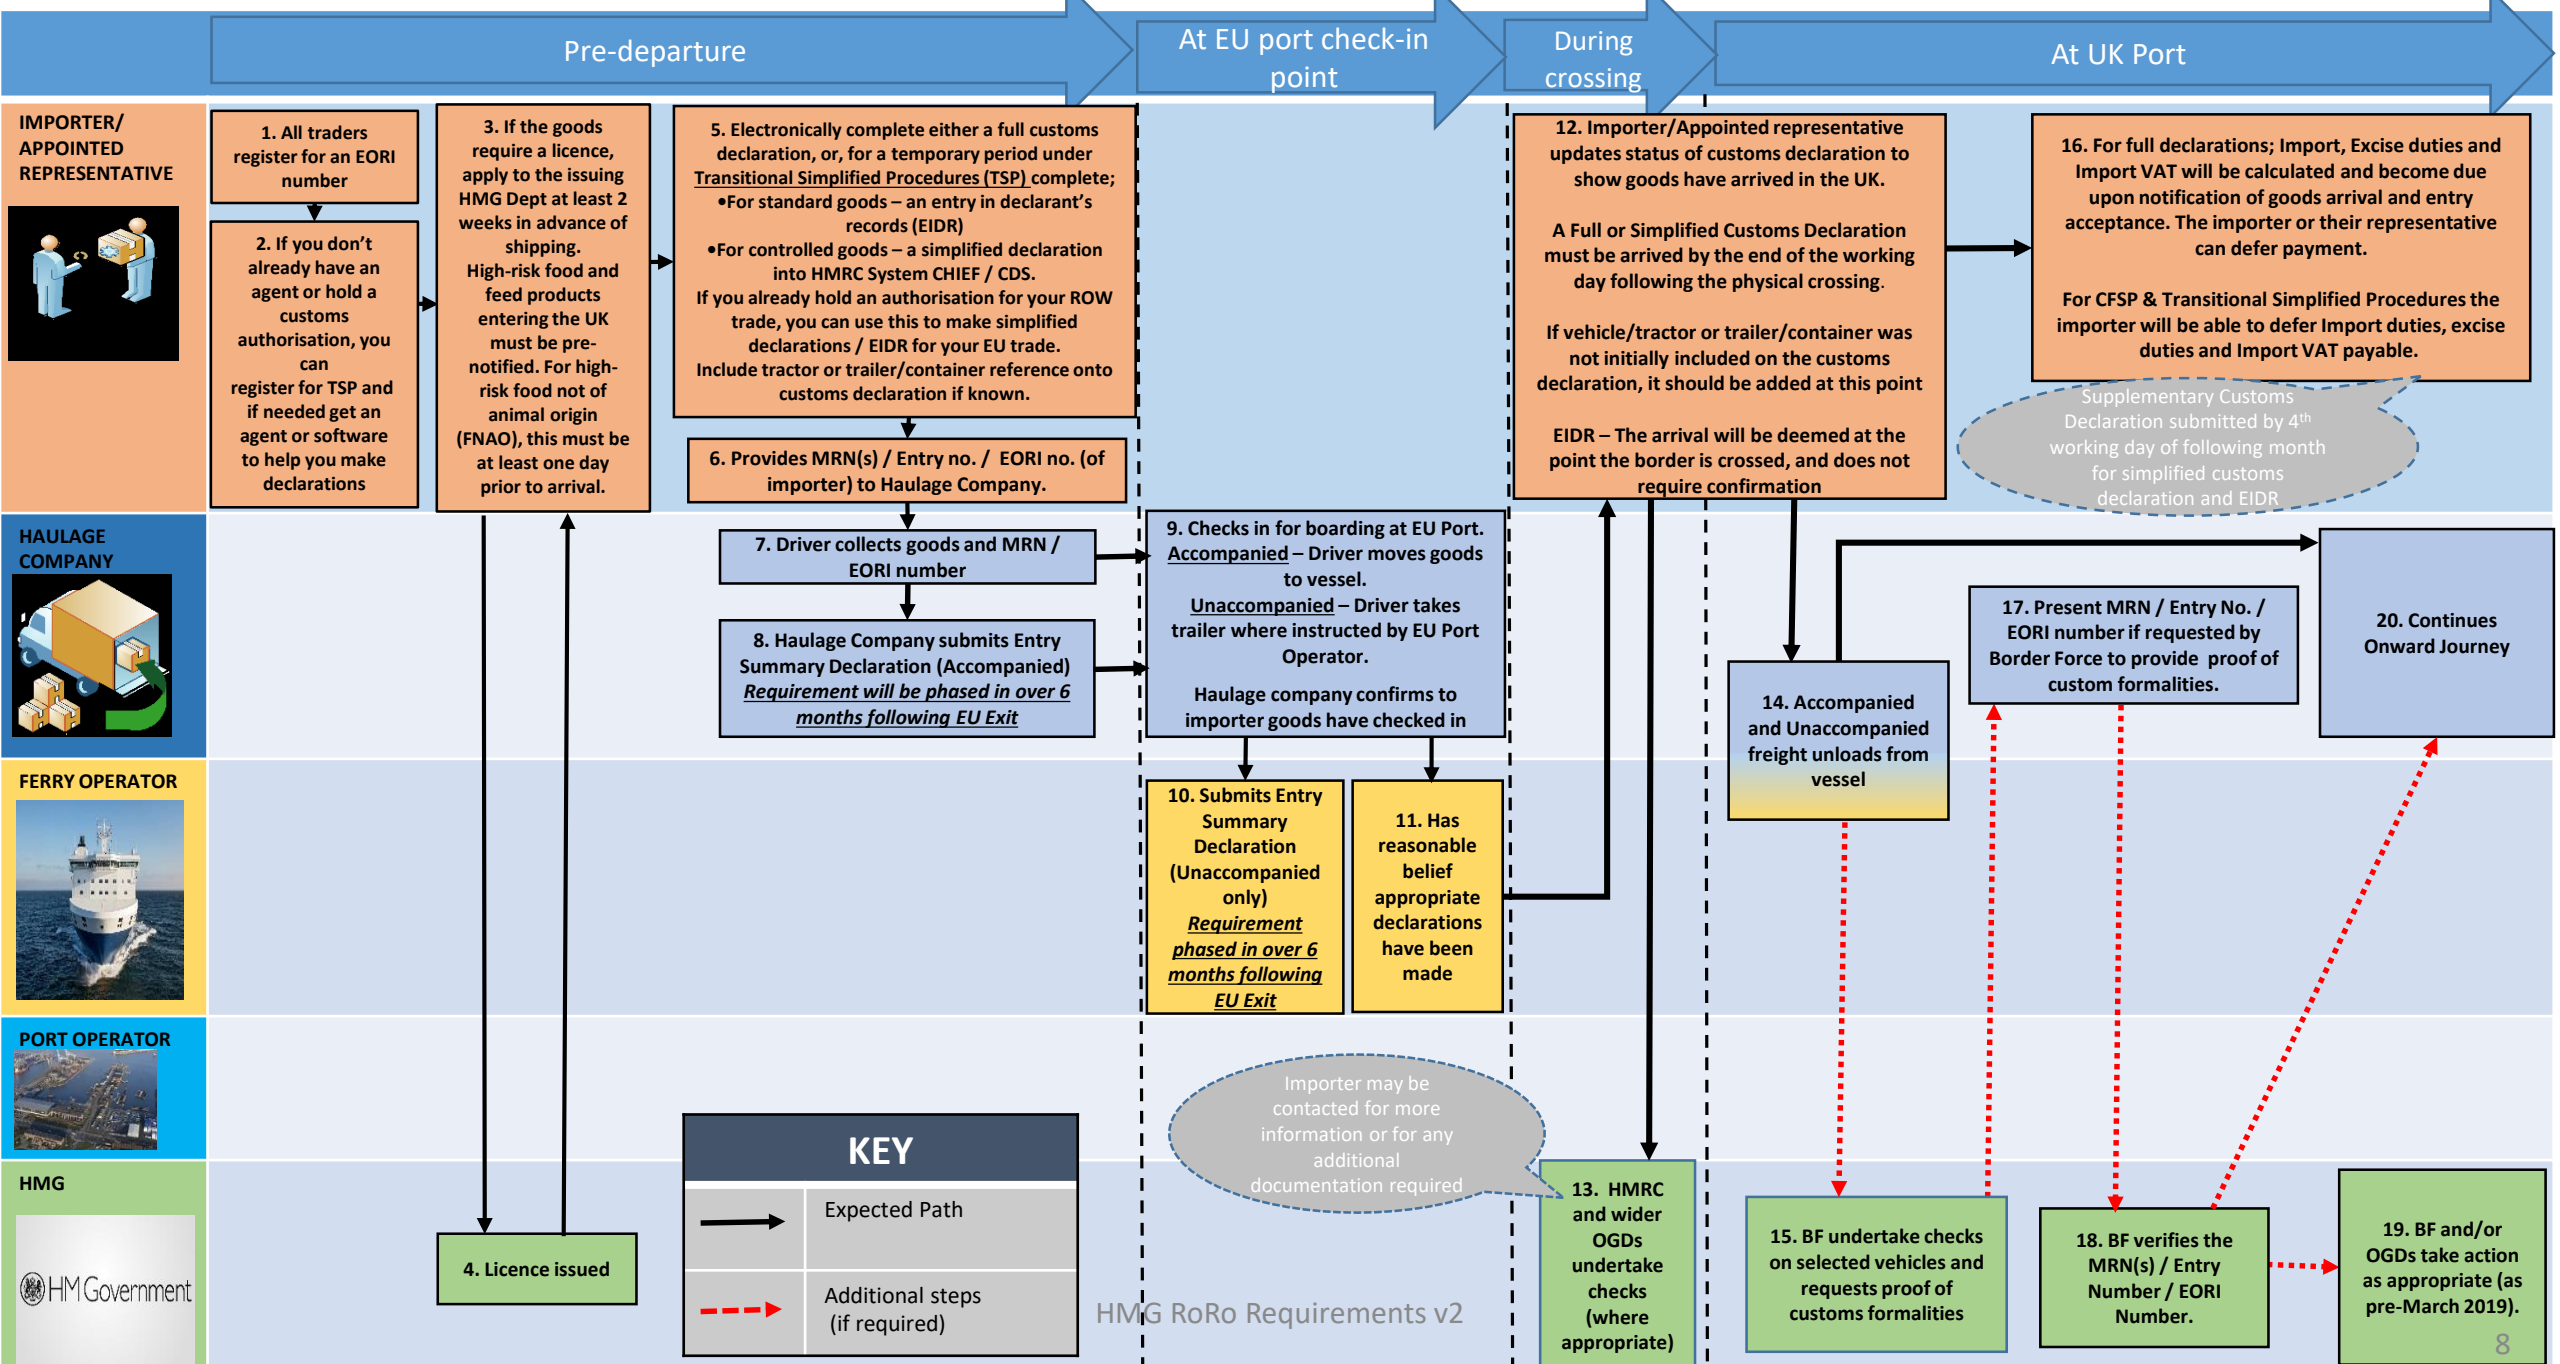 Pre-departure
At EU port check-in
point
During
crossing
At UK Port
IMPORTER/
APPOINTED
REPRESENTATIVE
1. All traders
register for an EORI
number
2. If you don't
already have an
agent or hold a
customs
authorisation, you
can
register for TSP and
if needed get an
agent or software
to help you make
declarations
3. If the goods
require a licence,
apply to the issuing
HMG Dept at least 2
weeks in advance of
shipping.
High-risk food and
feed products
entering the UK
must be pre-
notified. For high-
risk food not of
animal origin
(FNAO), this must be
at least one day
prior to arrival.
5. Electronically complete either a full customs
declaration, or, for a temporary period under
Transitional Simplified Procedures (TSP) complete;
•For standard goods – an entry in declarant's
records (EIDR)
•For controlled goods – a simplified declaration
into HMRC System CHIEF / CDS.
If you already hold an authorisation for your ROW
trade, you can use this to make simplified
declarations / EIDR for your EU trade.
Include tractor or trailer/container reference onto
customs declaration if known.
6. Provides MRN(s) / Entry no. / EORI no. (of
importer) to Haulage Company.
12. Importer/Appointed representative
updates status of customs declaration to
show goods have arrived in the UK.
A Full or Simplified Customs Declaration
must be arrived by the end of the working
day following the physical crossing.
If vehicle/tractor or trailer/container was
not initially included on the customs
declaration, it should be added at this point
EIDR – The arrival will be deemed at the
point the border is crossed, and does not
require confirmation
16. For full declarations; Import, Excise duties and
Import VAT will be calculated and become due
upon notification of goods arrival and entry
acceptance. The importer or their representative
can defer payment.
For CFSP & Transitional Simplified Procedures the
importer will be able to defer Import duties, excise
duties and Import VAT payable.
Supplementary Customs
Declaration submitted by 4th
working day of following month
for simplified customs
declaration and EIDR
HAULAGE
COMPANY
7. Driver collects goods and MRN /
EORI number
8. Haulage Company submits Entry
Summary Declaration (Accompanied)
Requirement will be phased in over 6
months following EU Exit
9. Checks in for boarding at EU Port.
Accompanied – Driver moves goods
to vessel.
Unaccompanied – Driver takes
trailer where instructed by EU Port
Operator.
Haulage company confirms to
importer goods have checked in
14. Accompanied
and Unaccompanied
freight unloads from
vessel
17. Present MRN / Entry No. /
EORI number if requested by
Border Force to provide proof of
custom formalities.
20. Continues
Onward Journey
FERRY OPERATOR
10. Submits Entry
Summary
Declaration
(Unaccompanied
only)
Requirement
phased in over 6
months following
EU Exit
11. Has
reasonable
belief
appropriate
declarations
have been
made
PORT OPERATOR
Importer may be
contacted for more
information or for any
additional
documentation required
HMG
HM Government
4. Licence issued
KEY
Expected Path
Additional steps
(if required)
HMG RoRo Requirements v2
13. HMRC
and wider
OGDs
undertake
checks
(where
appropriate)
15. BF undertake checks
on selected vehicles and
requests proof of
customs formalities
18. BF verifies the
MRN(s) / Entry
Number / EORI
Number.
19. BF and/or
OGDs take action
as appropriate (as
pre-March 2019).
8